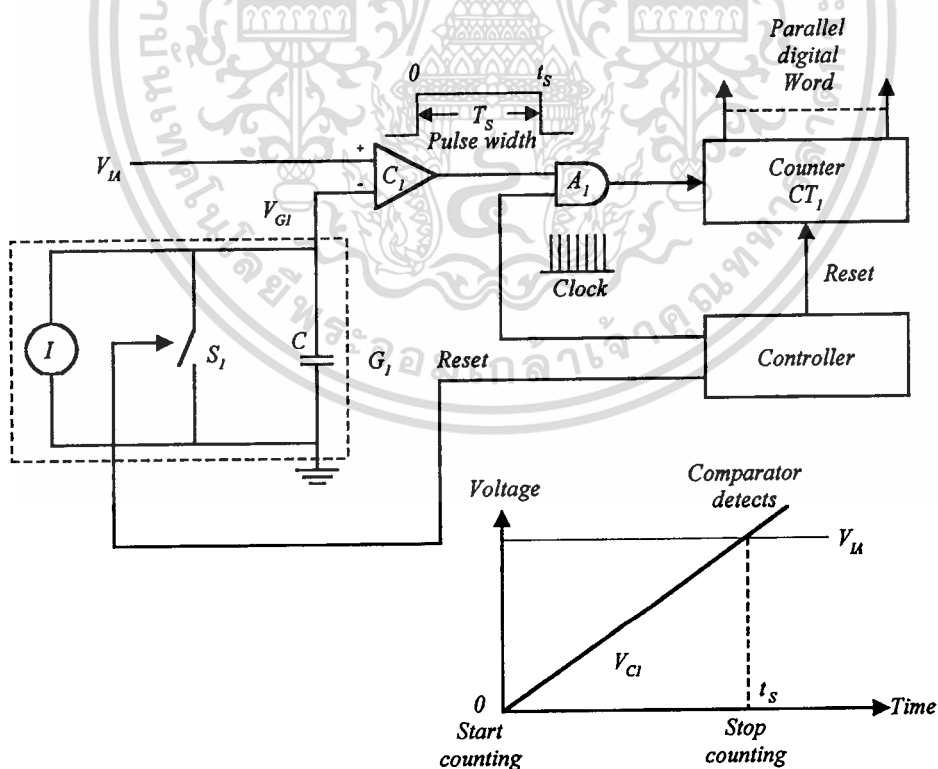 Parallel
digital
Word
0 t_S
T_S
Pulse width
V_IA
+
C_1
-
A_1
Counter
CT_1
V_G1
Clock
Reset
I
S_1
C
G_1
Reset
Controller
Voltage
Comparator
detects
V_IA
V_C1
t_S
0
Time
Start
counting
Stop
counting